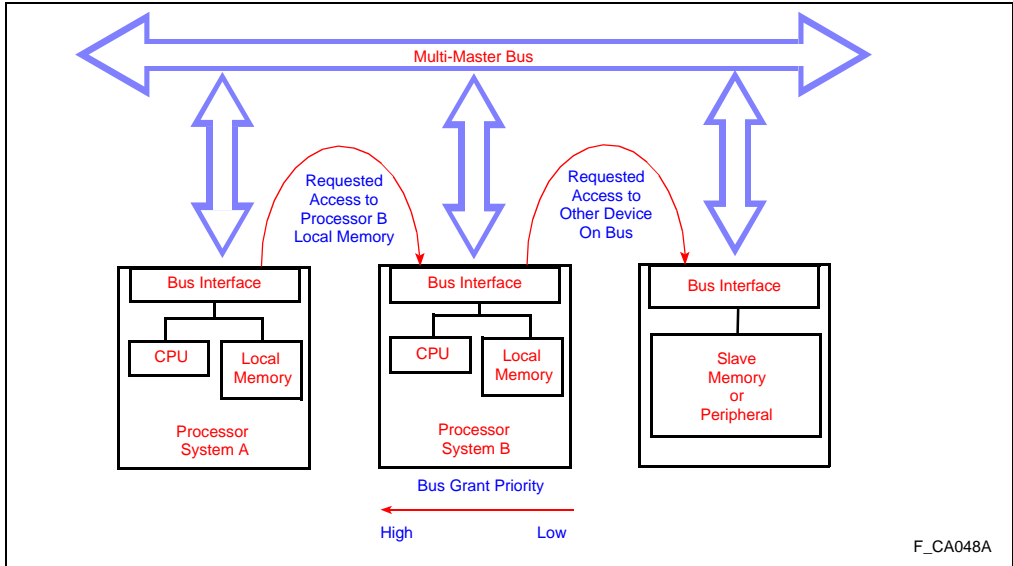 Multi-Master Bus
Requested
Access to
Processor B
Local Memory
Requested
Access to
Other Device
On Bus
Bus Interface
CPU
Local
Memory
Processor
System A
Bus Interface
CPU
Local
Memory
Processor
System B
Bus Interface
Slave
Memory
or
Peripheral
Bus Grant Priority
High
Low
F_CA048A